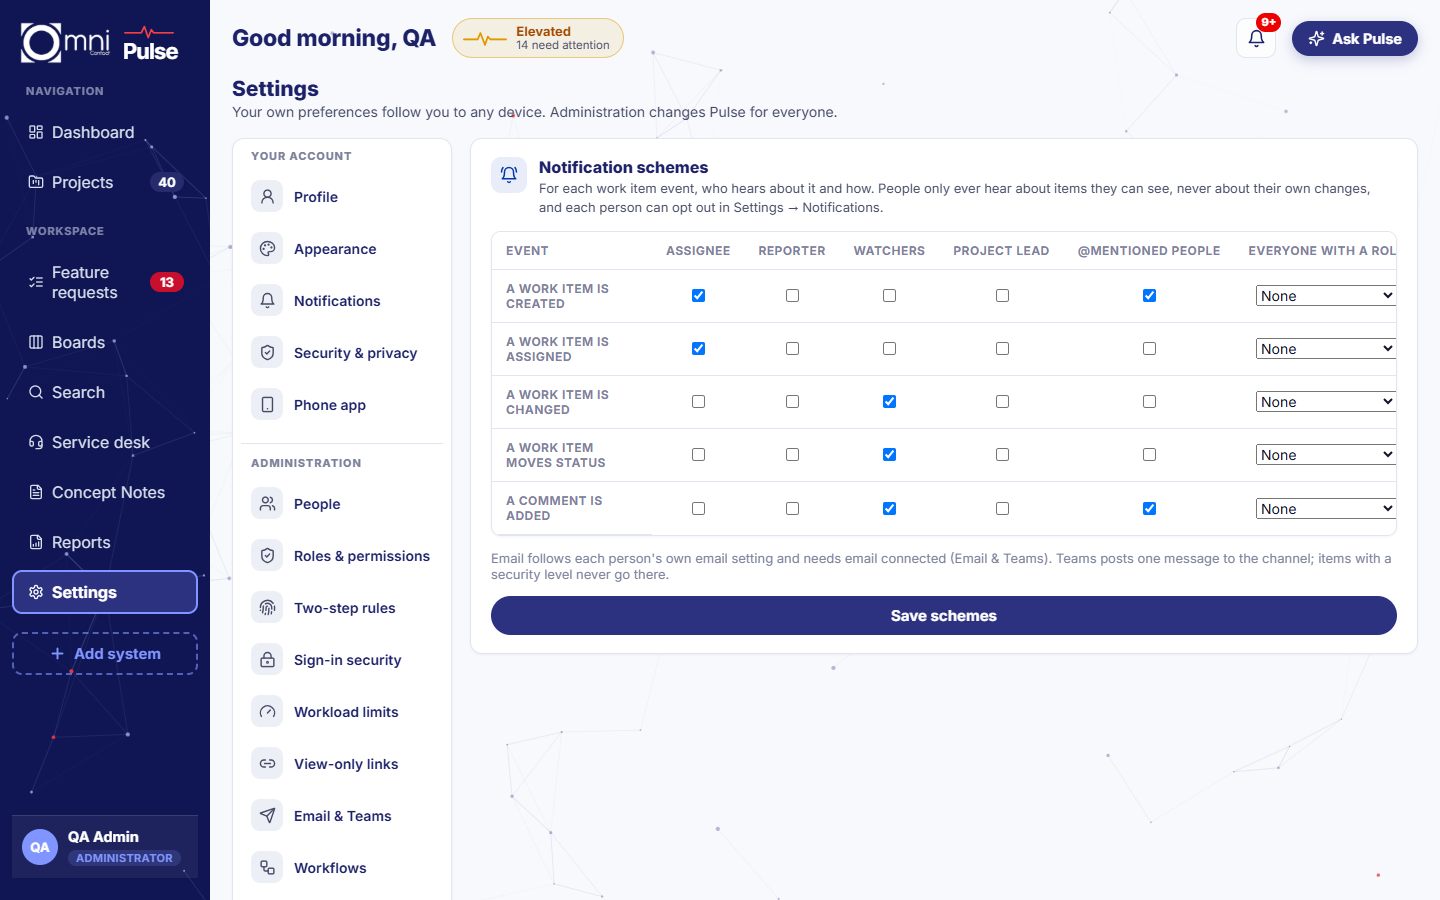 Omni
Contact
Pulse
NAVIGATION
Dashboard
Projects 40
WORKSPACE
Feature
requests 13
Boards
Search
Service desk
Concept Notes
Reports
Settings
+ Add system
QA QA Admin
ADMINISTRATOR
Good morning, QA
Elevated
14 need attention
9+
Ask Pulse
Settings
Your own preferences follow you to any device. Administration changes Pulse for everyone.
YOUR ACCOUNT
Profile
Appearance
Notifications
Security & privacy
Phone app
ADMINISTRATION
People
Roles & permissions
Two-step rules
Sign-in security
Workload limits
View-only links
Email & Teams
Workflows
Notification schemes
For each work item event, who hears about it and how. People only ever hear about items they can see, never about their own changes,
and each person can opt out in Settings → Notifications.
EVENT ASSIGNEE REPORTER WATCHERS PROJECT LEAD @MENTIONED PEOPLE EVERYONE WITH A ROL
A WORK ITEM IS
CREATED None
A WORK ITEM IS
ASSIGNED None
A WORK ITEM IS
CHANGED None
A WORK ITEM
MOVES STATUS None
A COMMENT IS
ADDED None
Email follows each person's own email setting and needs email connected (Email & Teams). Teams posts one message to the channel; items with a
security level never go there.
Save schemes